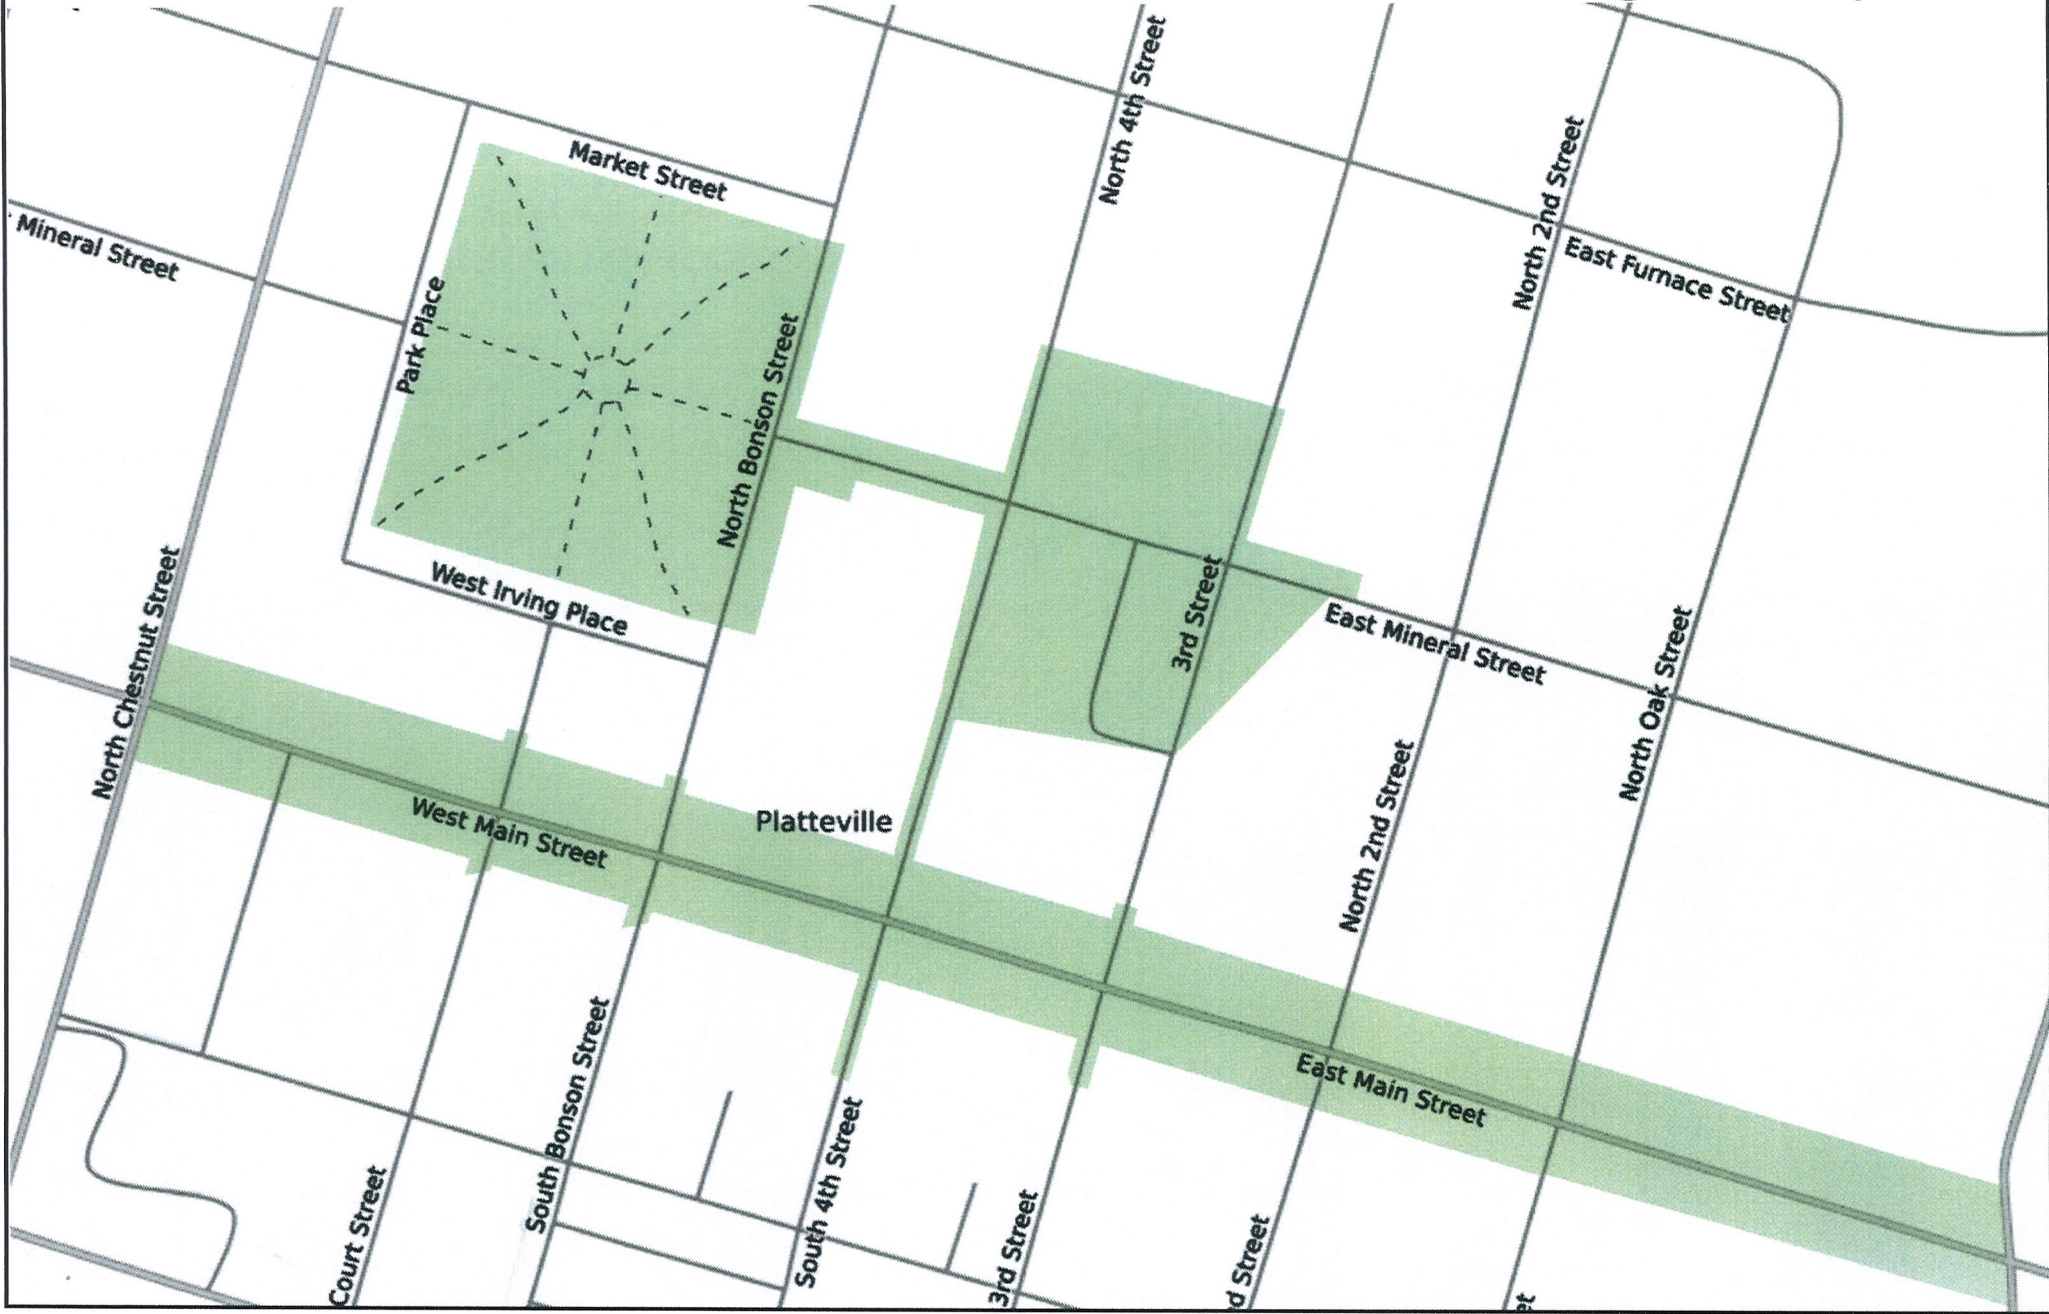 North 4th Street
Market Street
North 2nd Street
Mineral Street
East Furnace Street
Park Place
North Bonson Street
West Irving Place
3rd Street
East Mineral Street
North Chestnut Street
North Oak Street
North 2nd Street
West Main Street
Platteville
East Main Street
South Bonson Street
South 4th Street
Court Street
3rd Street
d Street
et